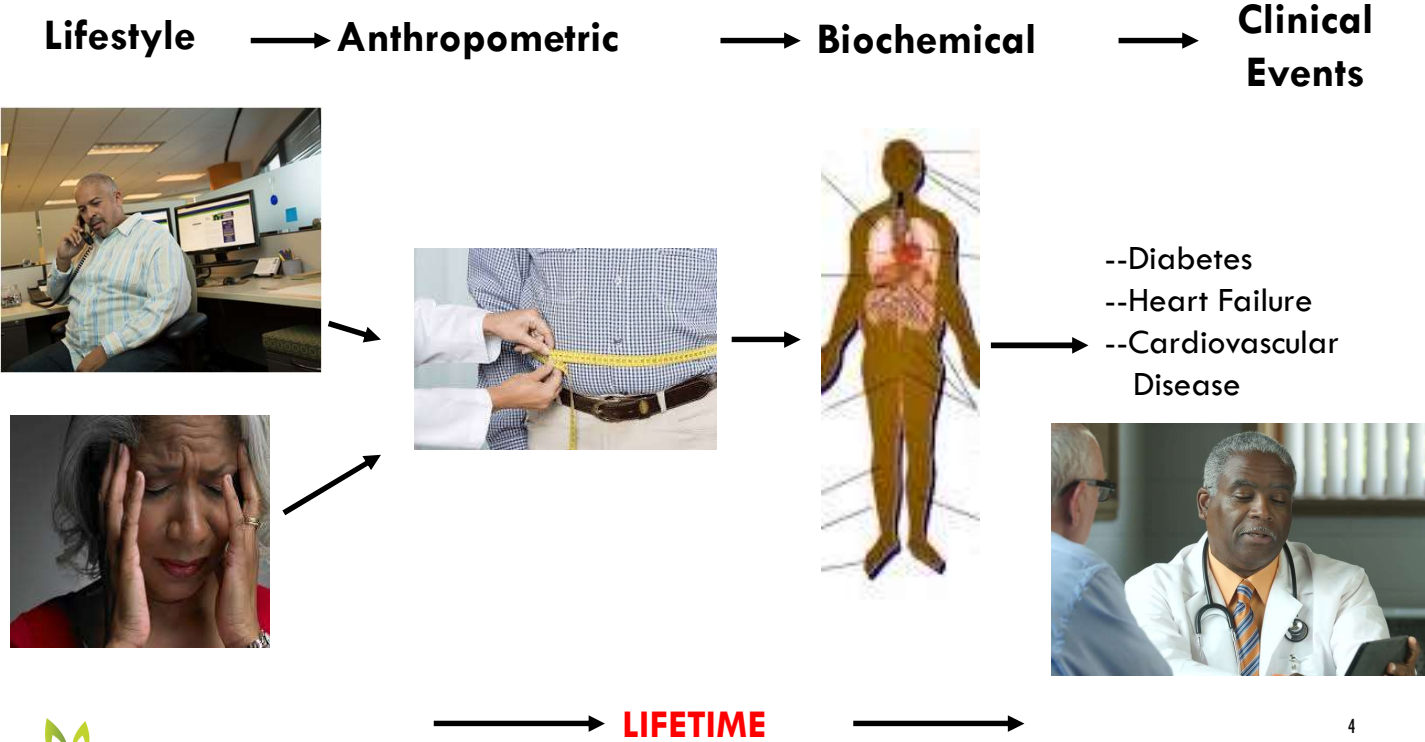 Lifestyle
Anthropometric
Biochemical
Clinical
Events
--Diabetes
--Heart Failure
--Cardiovascular
Disease
LIFETIME
4